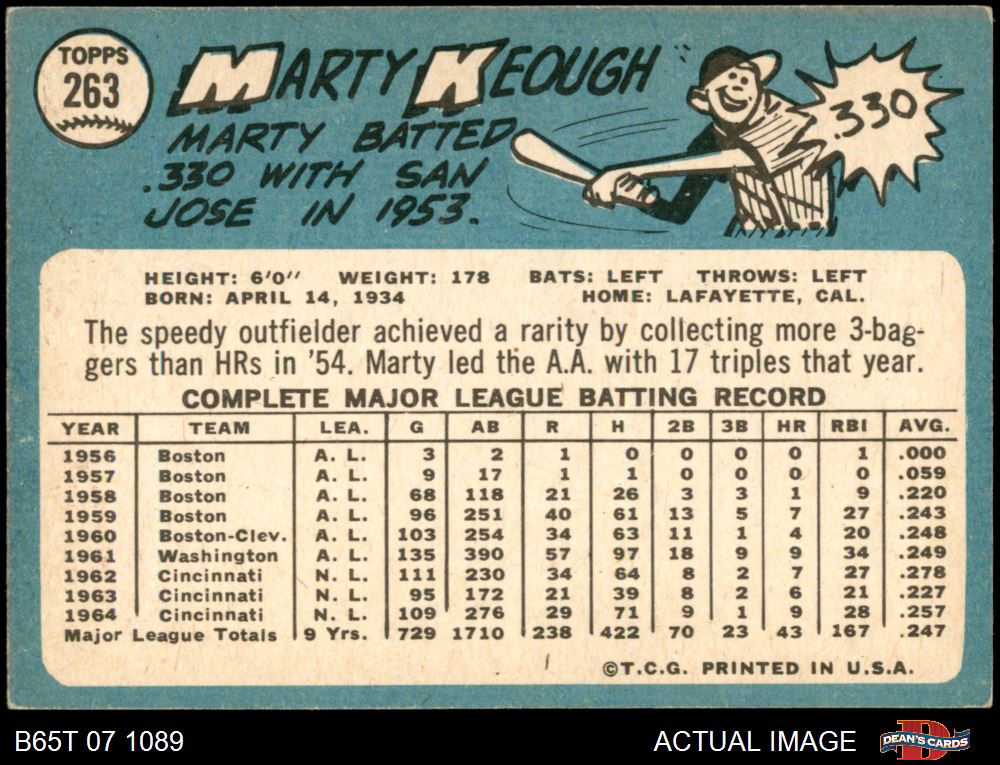 TOPPS
263
MARTY KEOUGH
MARTY BATTED
.330 WITH SAN
JOSE IN 1953.
.330
HEIGHT: 6'0" WEIGHT: 178 BATS: LEFT THROWS: LEFT
BORN: APRIL 14, 1934 HOME: LAFAYETTE, CAL.
The speedy outfielder achieved a rarity by collecting more 3-bag-
gers than HRs in '54. Marty led the A.A. with 17 triples that year.
COMPLETE MAJOR LEAGUE BATTING RECORD
YEAR TEAM LEA. G AB R H 2B 3B HR RBI AVG.
1956 Boston A. L. 3 2 1 0 0 0 0 1 .000
1957 Boston A. L. 9 17 1 1 0 0 0 0 .059
1958 Boston A. L. 68 118 21 26 3 3 1 9 .220
1959 Boston A. L. 96 251 40 61 13 5 7 27 .243
1960 Boston-Clev. A. L. 103 254 34 63 11 1 4 20 .248
1961 Washington A. L. 135 390 57 97 18 9 9 34 .249
1962 Cincinnati N. L. 111 230 34 64 8 2 7 27 .278
1963 Cincinnati N. L. 95 172 21 39 8 2 6 21 .227
1964 Cincinnati N. L. 109 276 29 71 9 1 9 28 .257
Major League Totals 9 Yrs. 729 1710 238 422 70 23 43 167 .247
©T.C.G. PRINTED IN U.S.A.
B65T 07 1089 ACTUAL IMAGE DEAN'S CARDS